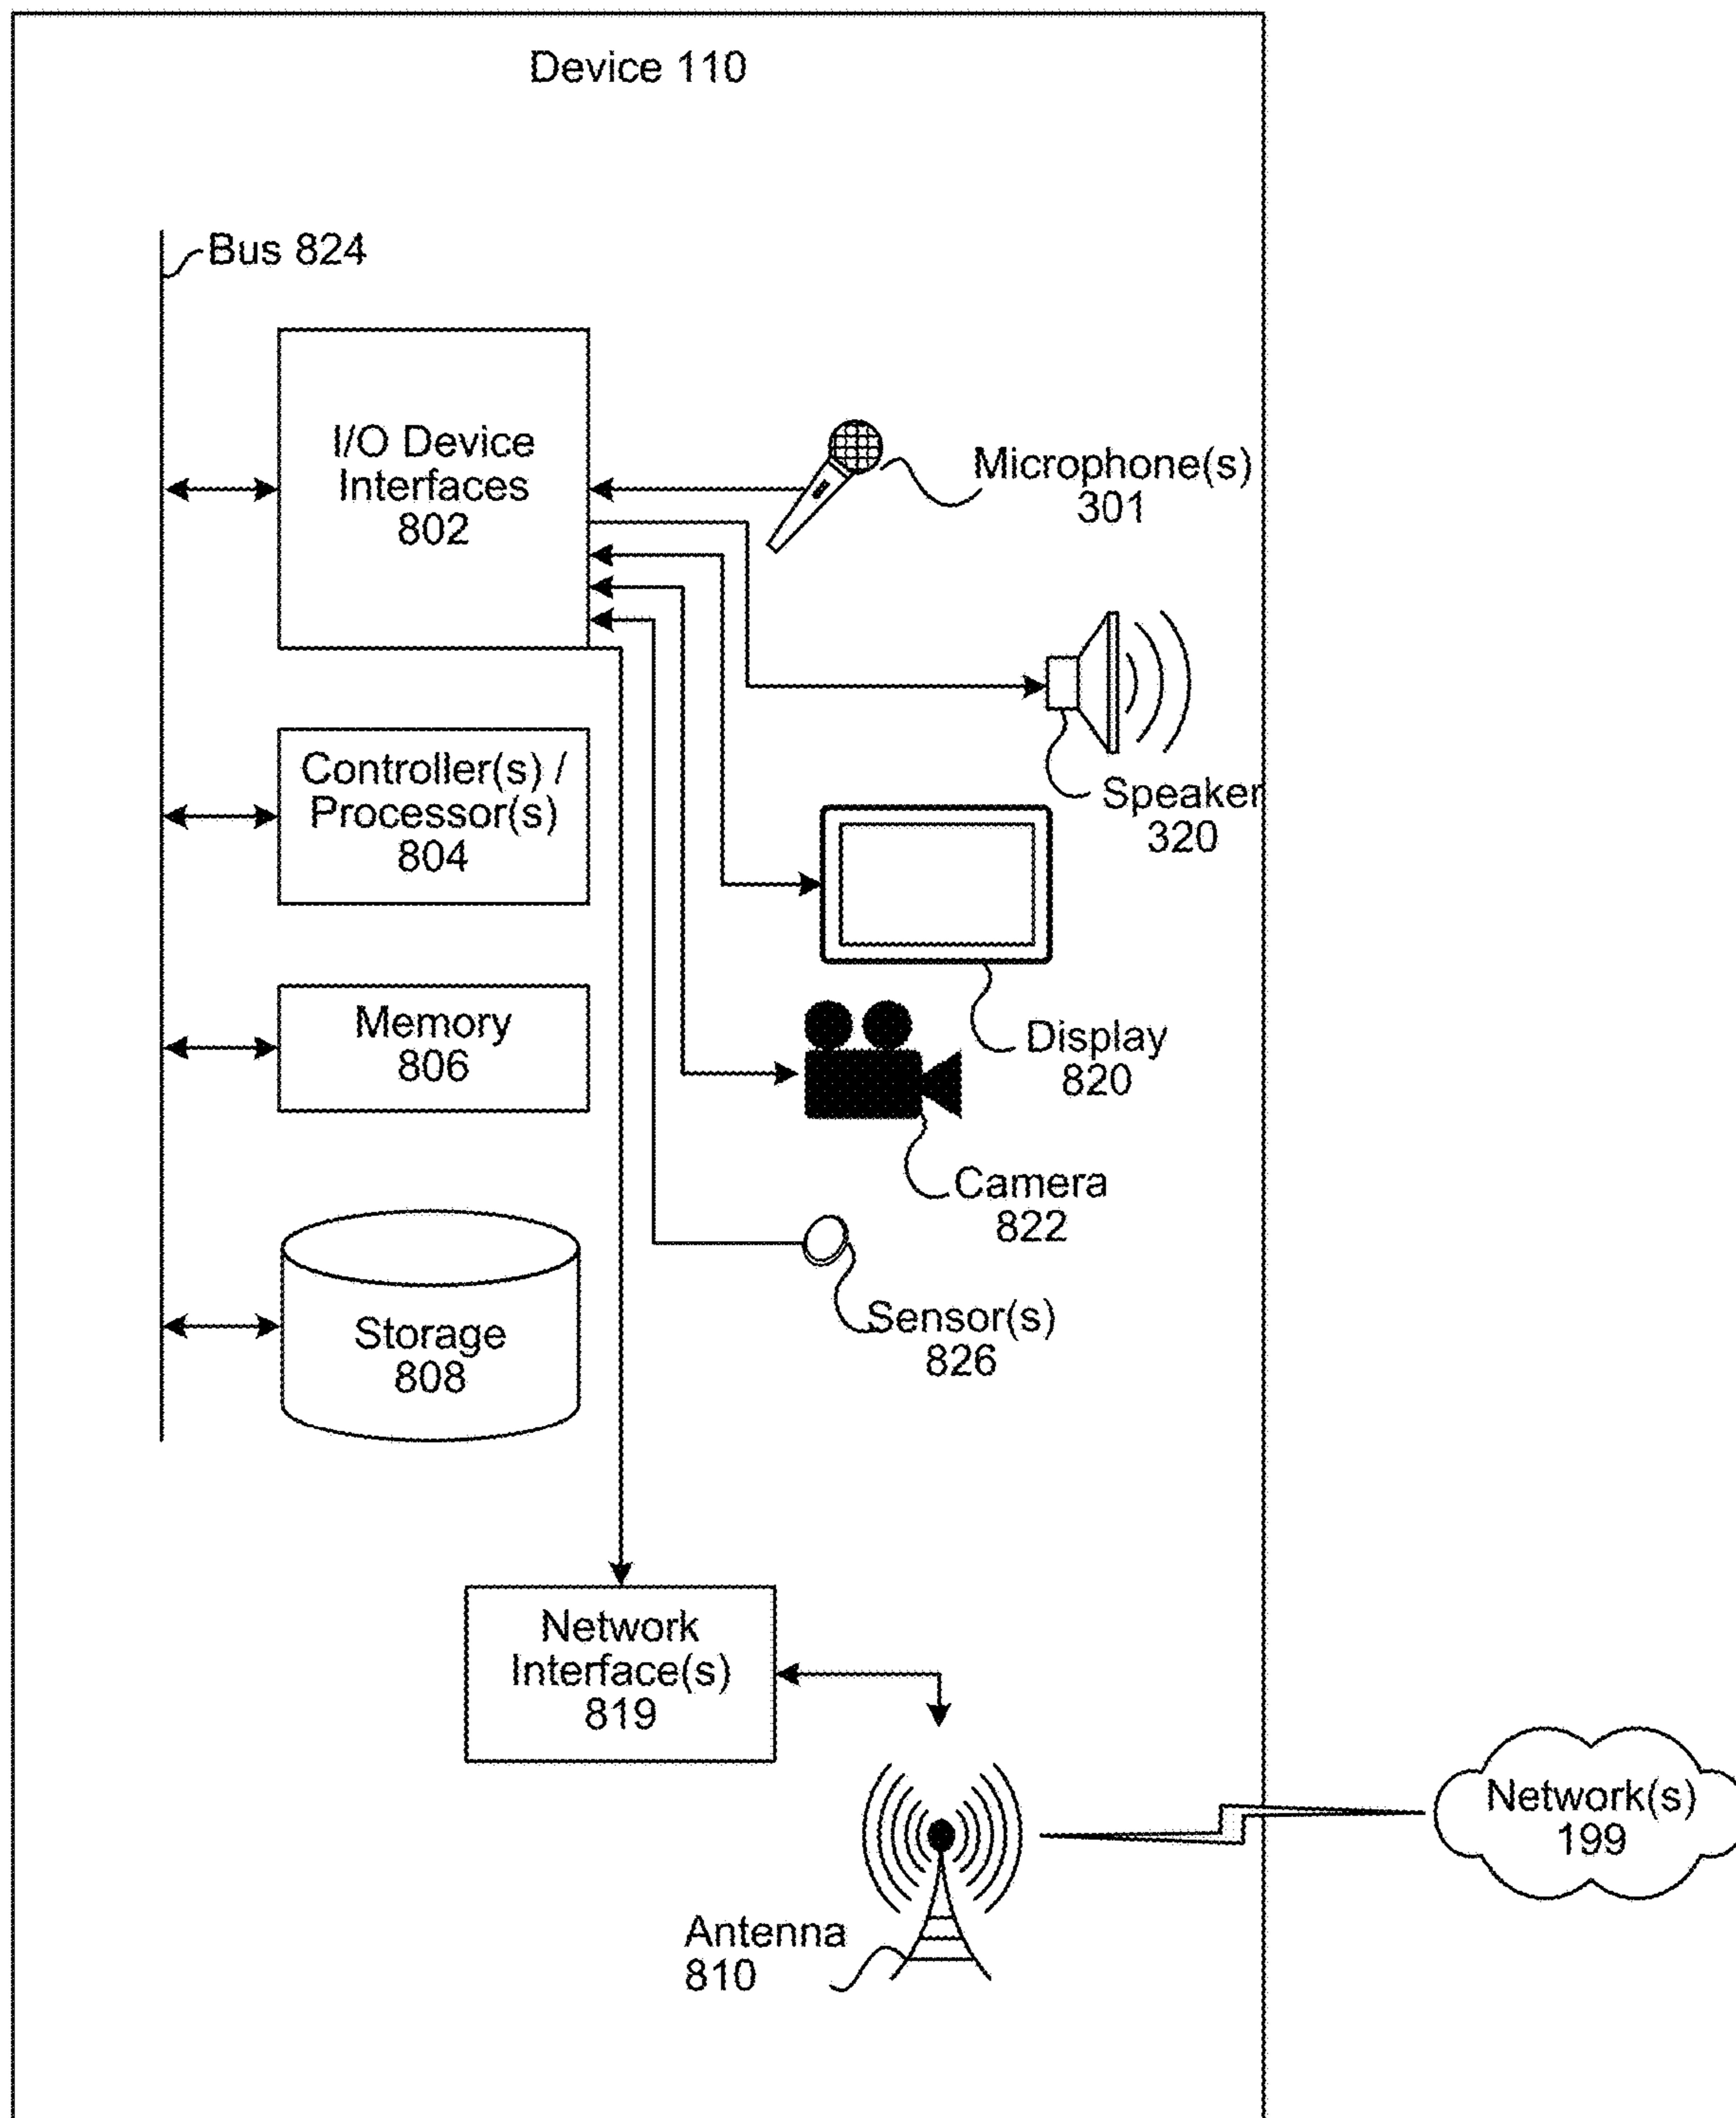 Device 110
Bus 824
I/O Device
Interfaces
802
Microphone(s)
301
Controller(s) /
Processor(s)
804
Speaker
320
Memory
806
Display
820
Camera
822
Storage
808
Sensor(s)
826
Network
Interface(s)
819
Network(s)
199
Antenna
810